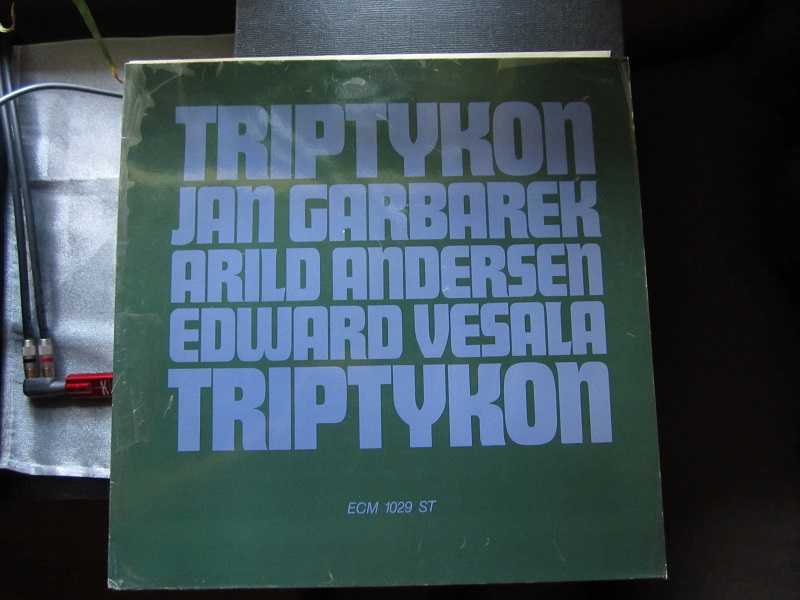 TRIPTYKON
JAN GARBAREK
ARILD ANDERSEN
EDWARD VESALA
TRIPTYKON
ECM 1029 ST